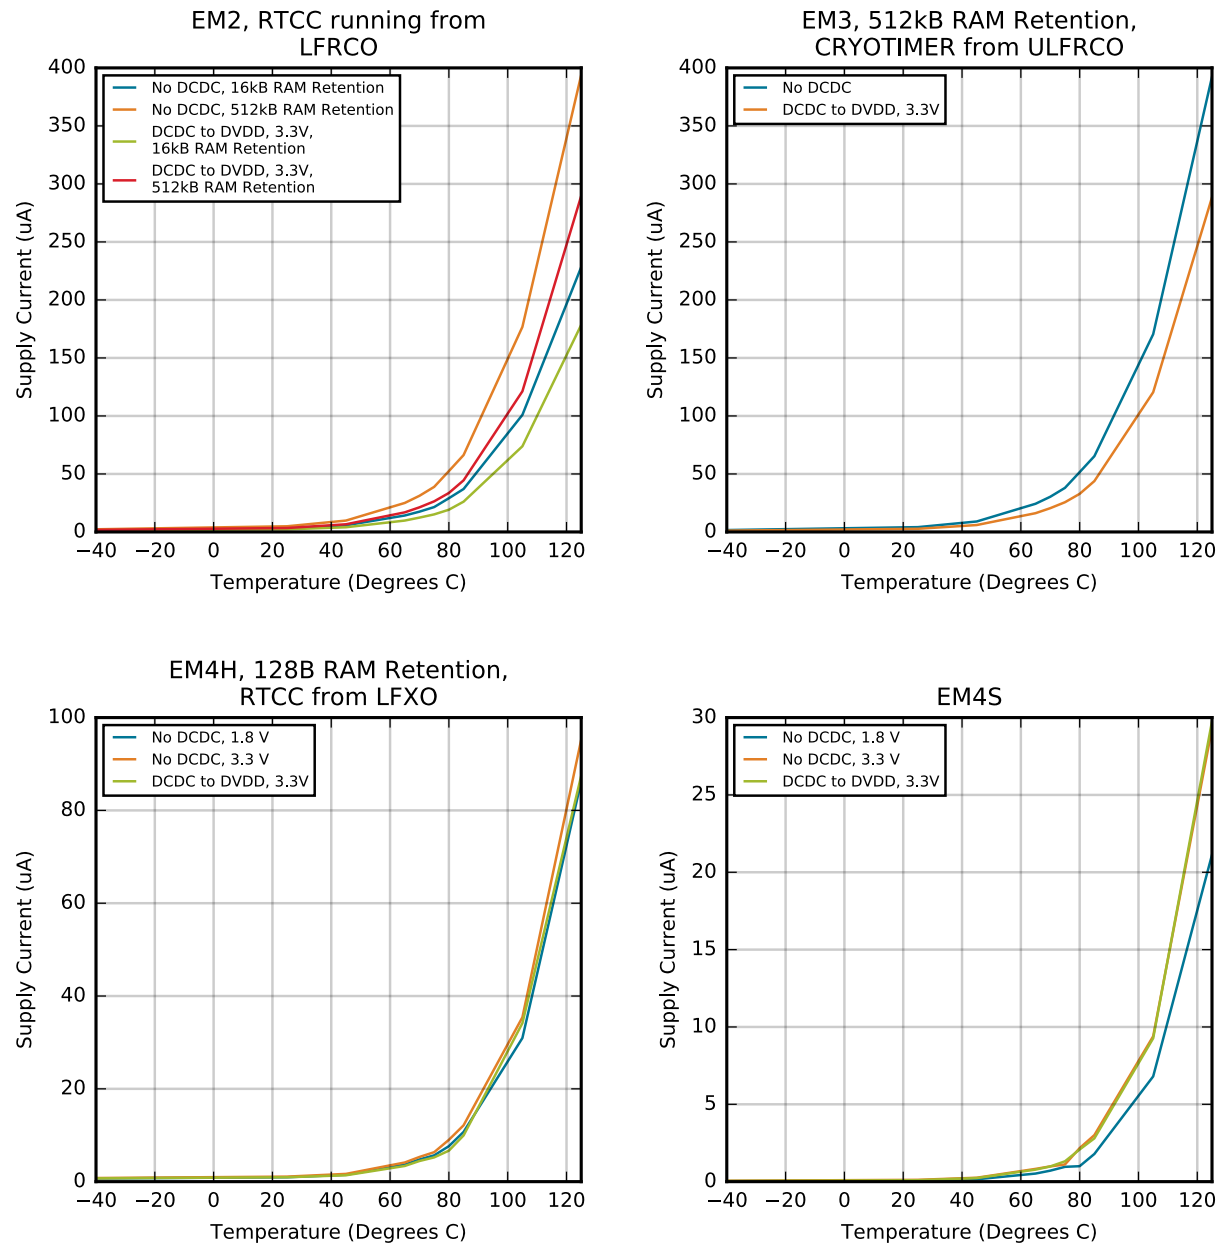 EM2, RTCC running from
LFRCO
400
350
300
250
200
150
100
50
0
Supply Current (uA)
No DCDC, 16kB RAM Retention
No DCDC, 512kB RAM Retention
DCDC to DVDD, 3.3V,
16kB RAM Retention
DCDC to DVDD, 3.3V,
512kB RAM Retention
−40 −20 0 20 40 60 80 100 120
Temperature (Degrees C)
EM3, 512kB RAM Retention,
CRYOTIMER from ULFRCO
400
350
300
250
200
150
100
50
0
Supply Current (uA)
No DCDC
DCDC to DVDD, 3.3V
−40 −20 0 20 40 60 80 100 120
Temperature (Degrees C)
EM4H, 128B RAM Retention,
RTCC from LFXO
100
80
60
40
20
0
Supply Current (uA)
No DCDC, 1.8 V
No DCDC, 3.3 V
DCDC to DVDD, 3.3V
−40 −20 0 20 40 60 80 100 120
Temperature (Degrees C)
EM4S
30
25
20
15
10
5
0
Supply Current (uA)
No DCDC, 1.8 V
No DCDC, 3.3 V
DCDC to DVDD, 3.3V
−40 −20 0 20 40 60 80 100 120
Temperature (Degrees C)